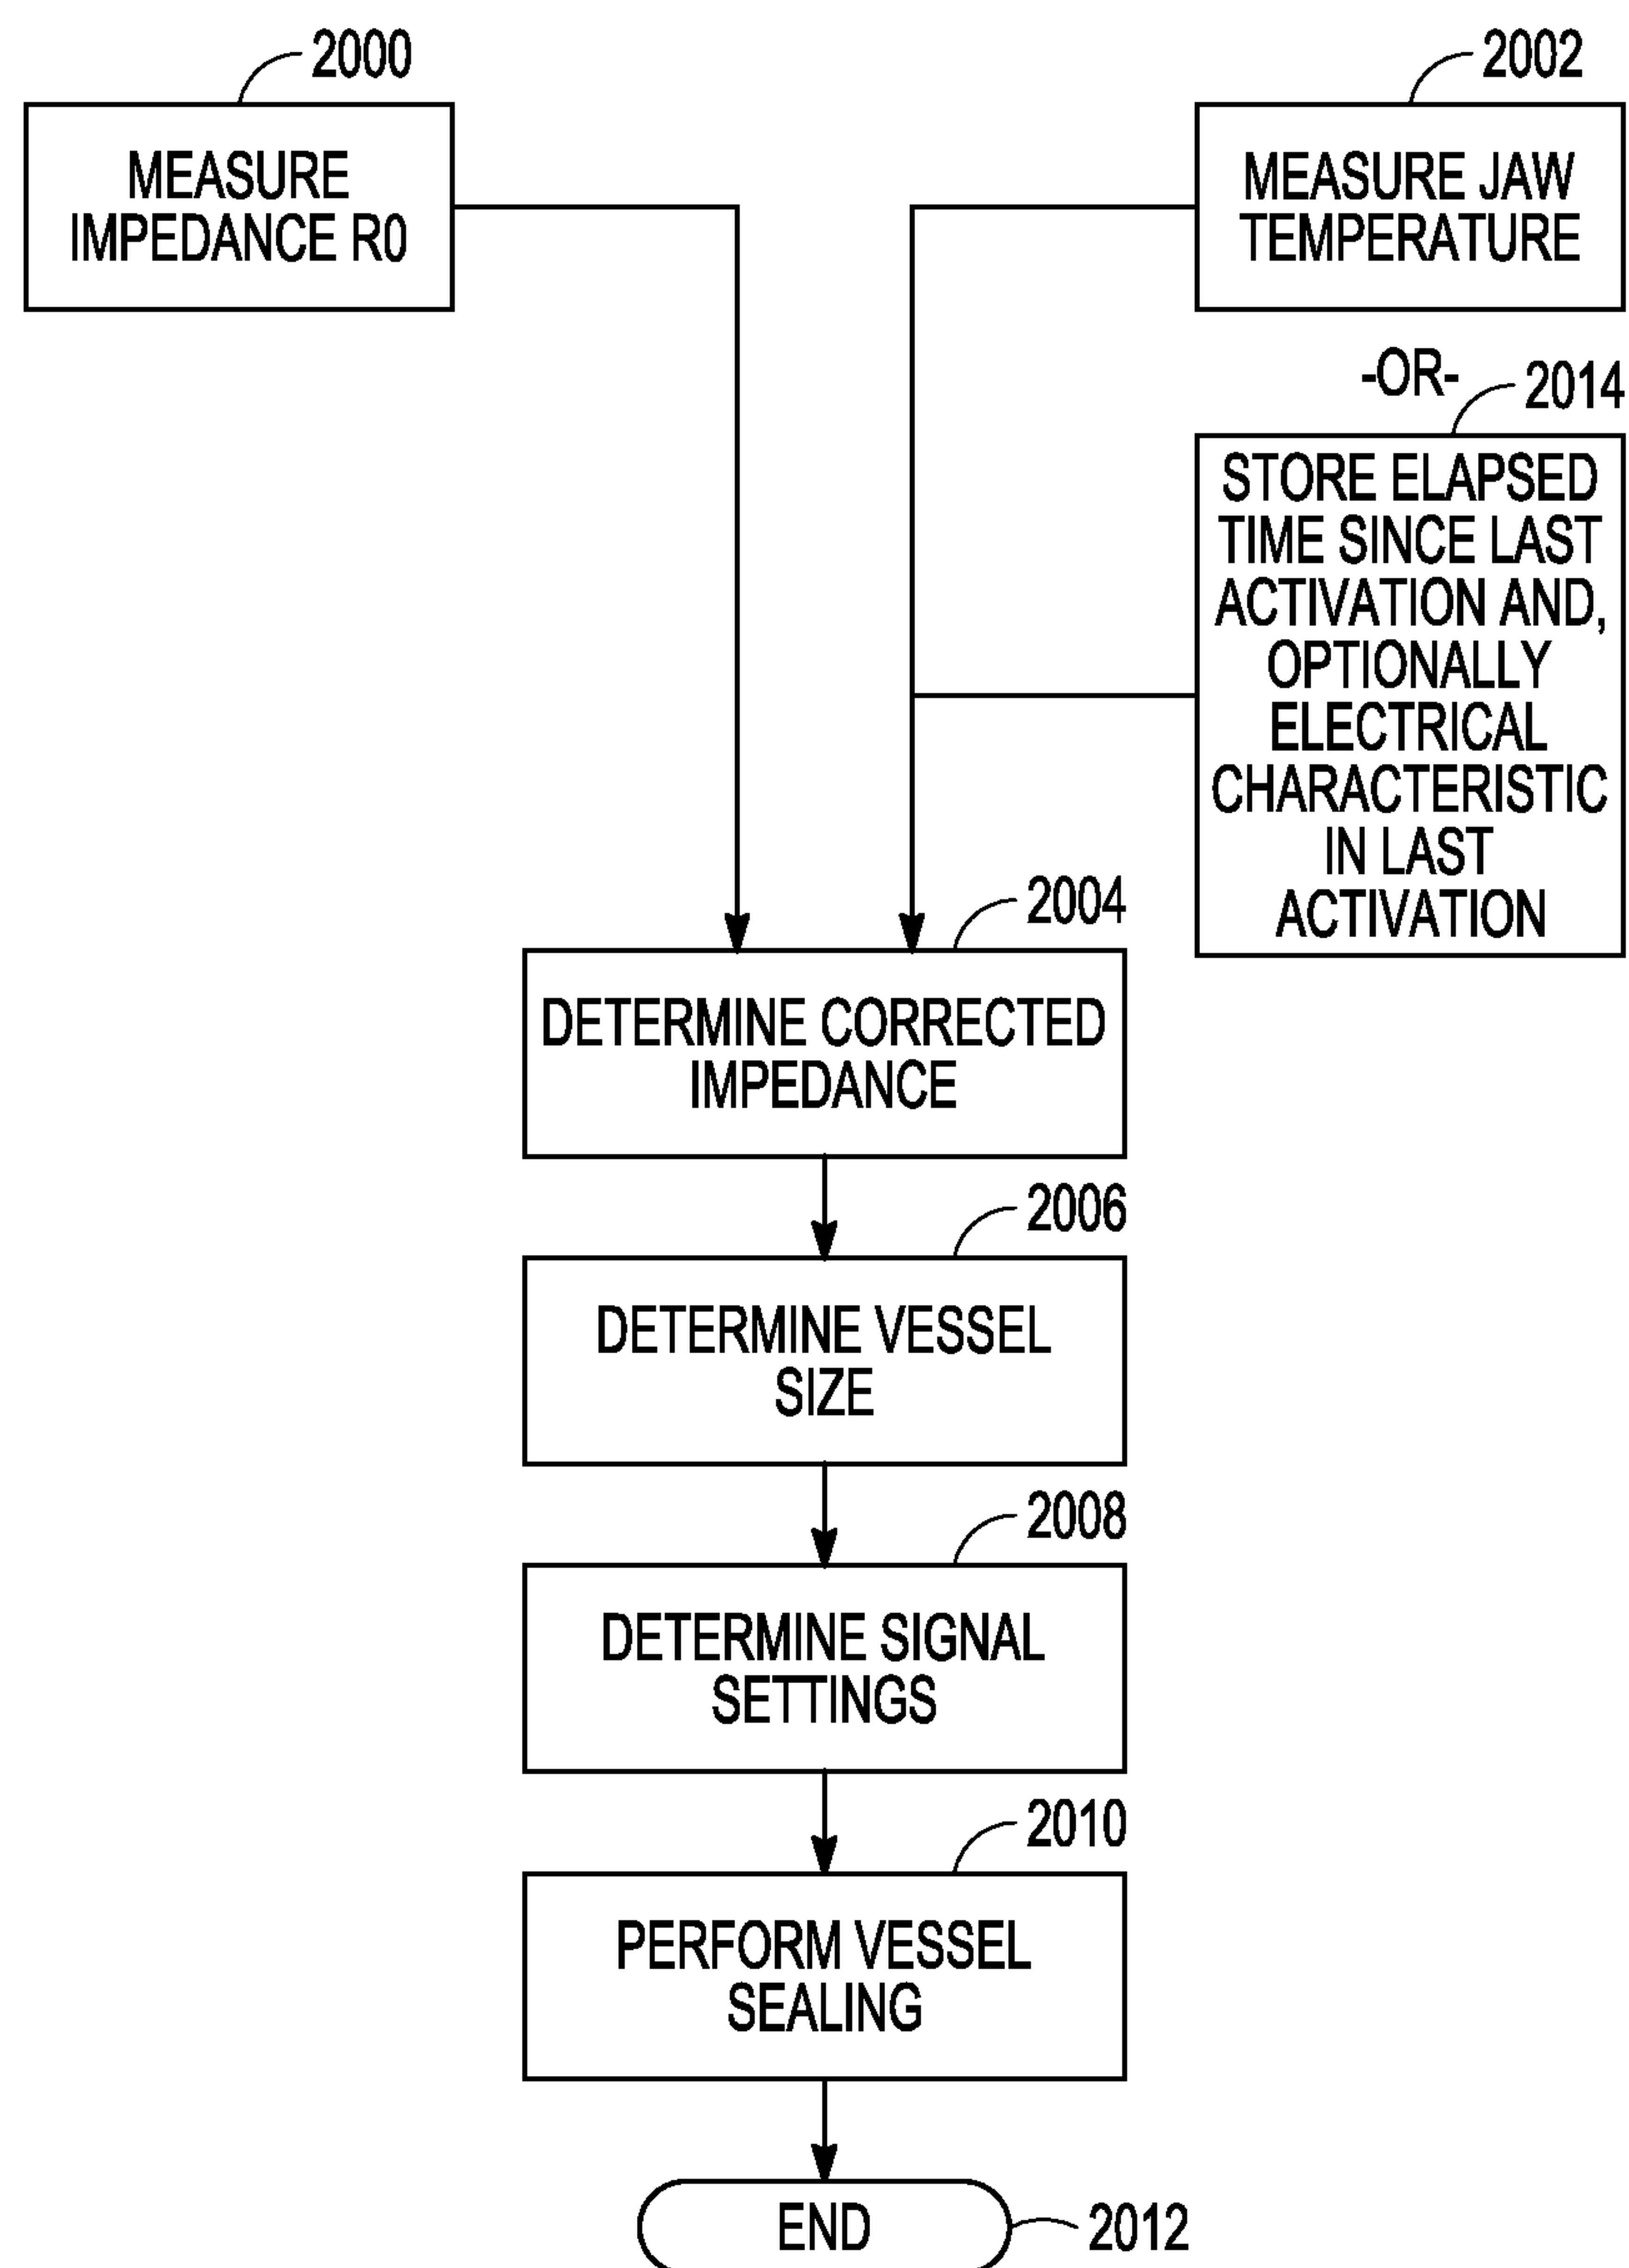 2000
MEASURE
IMPEDANCE R0
2002
MEASURE JAW
TEMPERATURE
-OR-
2014
STORE ELAPSED
TIME SINCE LAST
ACTIVATION AND,
OPTIONALLY
ELECTRICAL
CHARACTERISTIC
IN LAST
ACTIVATION
2004
DETERMINE CORRECTED
IMPEDANCE
2006
DETERMINE VESSEL
SIZE
2008
DETERMINE SIGNAL
SETTINGS
2010
PERFORM VESSEL
SEALING
END
2012